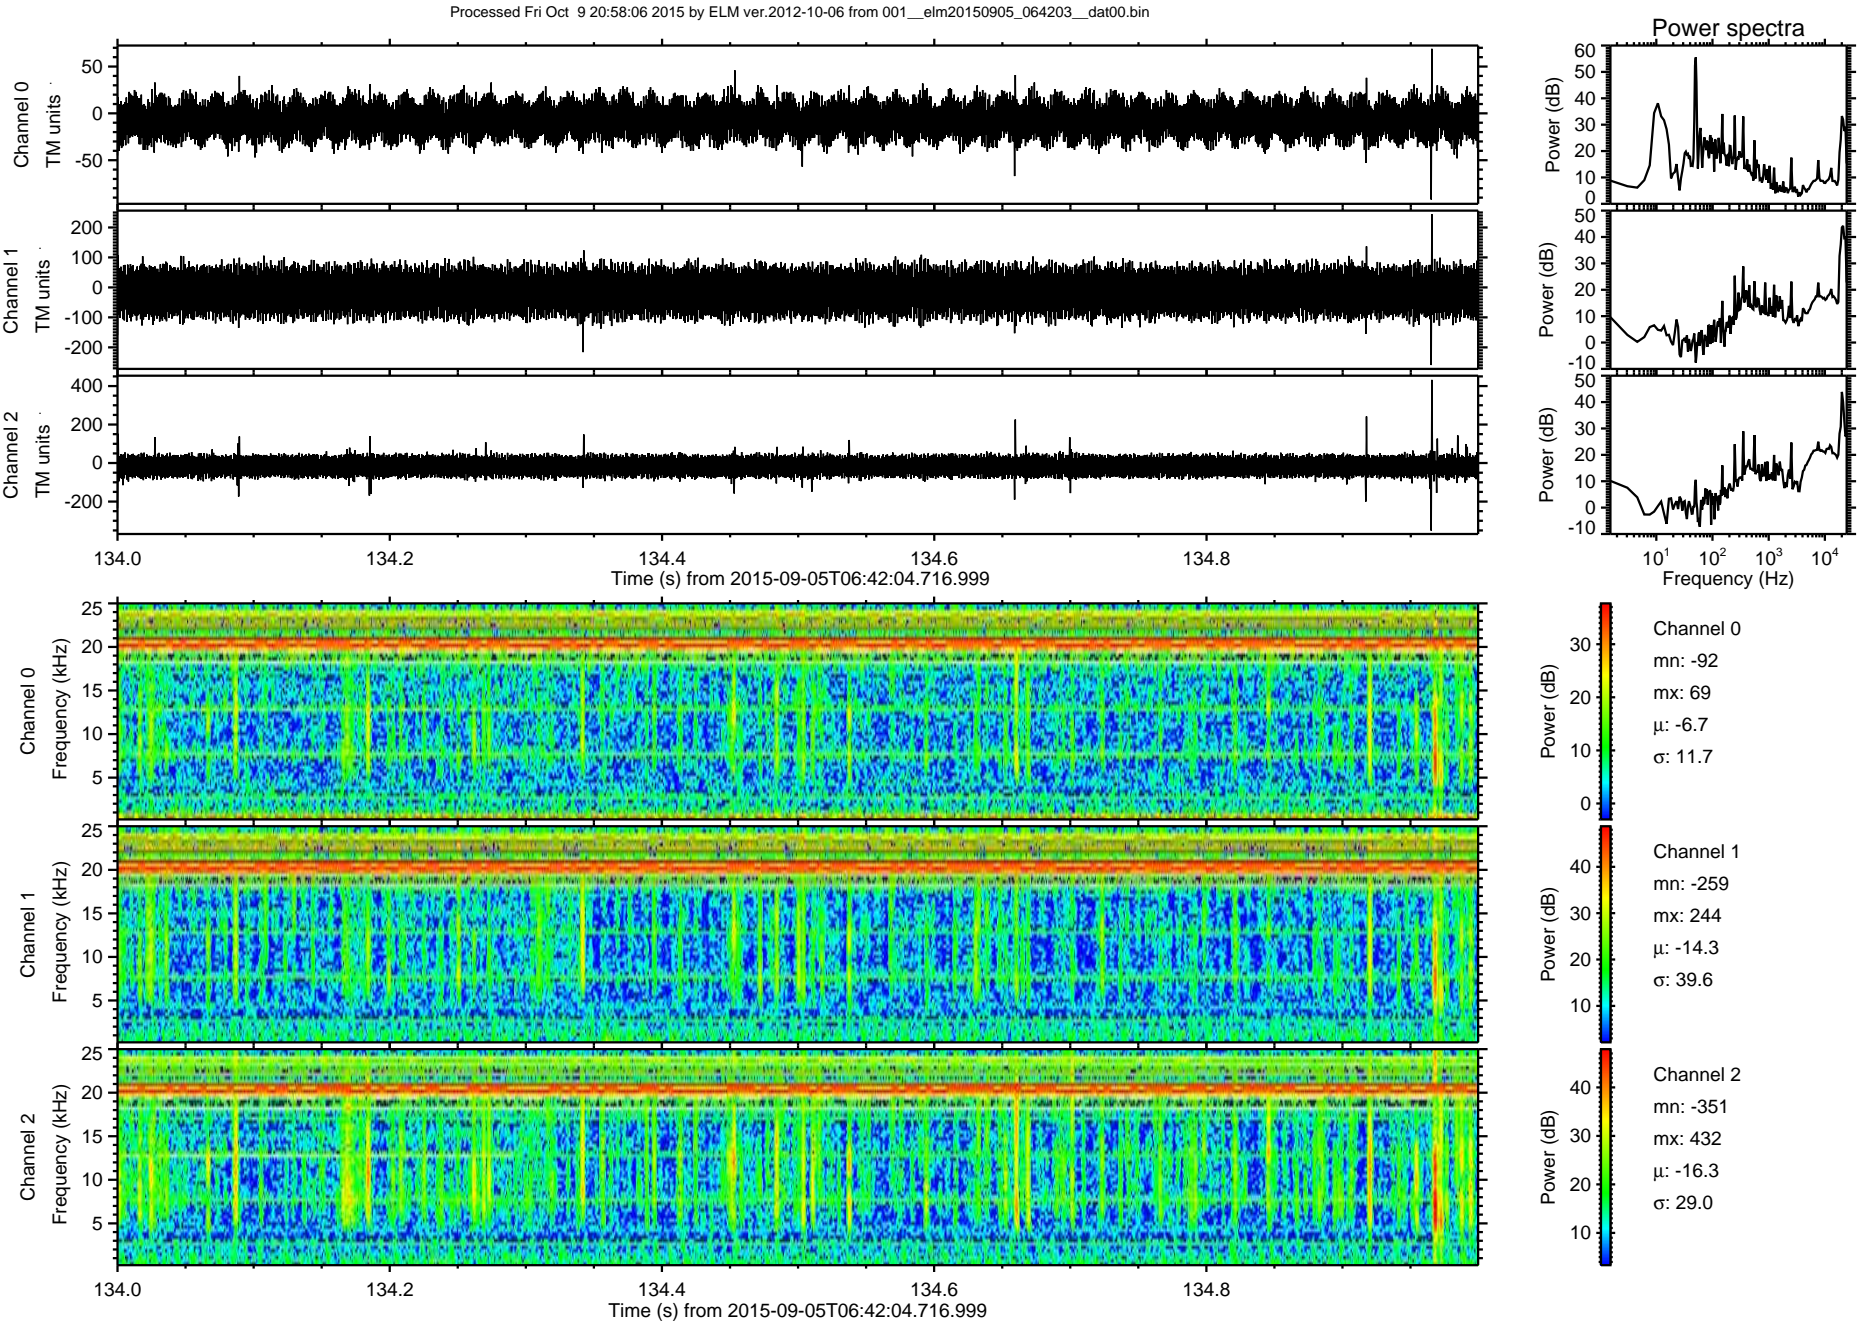 Processed Fri Oct  9 20:58:06 2015 by ELM ver.2012-10-06 from 001__elm20150905_064203__dat00.bin
Power spectra
Channel 0
TM units
50
0
-50
Power (dB)
60
50
40
30
20
10
0
Channel 1
TM units
200
100
0
-100
-200
Power (dB)
50
40
30
20
10
0
-10
Channel 2
TM units
400
200
0
-200
Power (dB)
50
40
30
20
10
0
-10
134.0 134.2 134.4 134.6 134.8
Time (s) from 2015-09-05T06:42:04.716.999
10^1 10^2 10^3 10^4
Frequency (Hz)
Channel 0
Frequency (kHz)
25
20
15
10
5
Power (dB)
30
20
10
0
Channel 0
mn: -92
mx: 69
μ: -6.7
σ: 11.7
Channel 1
Frequency (kHz)
25
20
15
10
5
Power (dB)
40
30
20
10
Channel 1
mn: -259
mx: 244
μ: -14.3
σ: 39.6
Channel 2
Frequency (kHz)
25
20
15
10
5
Power (dB)
40
30
20
10
Channel 2
mn: -351
mx: 432
μ: -16.3
σ: 29.0
134.0 134.2 134.4 134.6 134.8
Time (s) from 2015-09-05T06:42:04.716.999